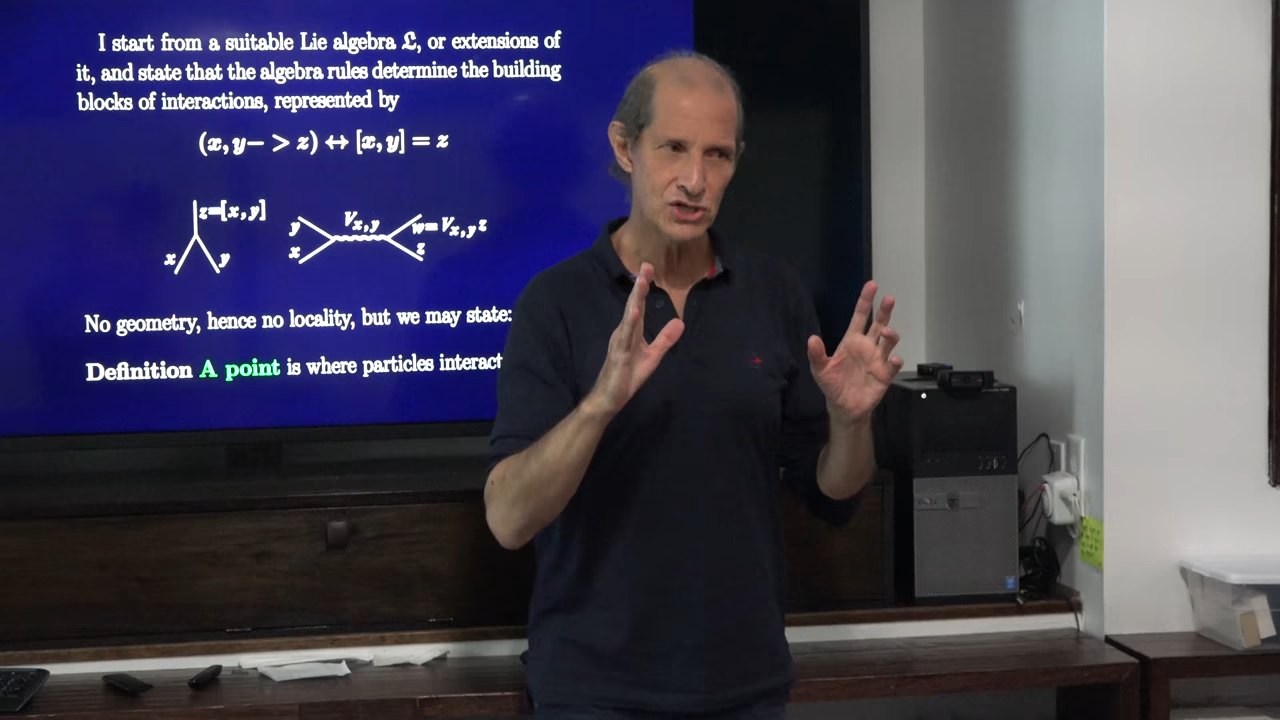 I start from a suitable Lie algebra 𝕷, or extensions of
it, and state that the algebra rules determine the building
blocks of interactions, represented by
(x, y− > z) ↔ [x, y] = z
z=[x, y]
x
y
y
x
V_{x,y}
w=V_{x,y} z
z
No geometry, hence no locality, but we may state:
Definition A point is where particles interact